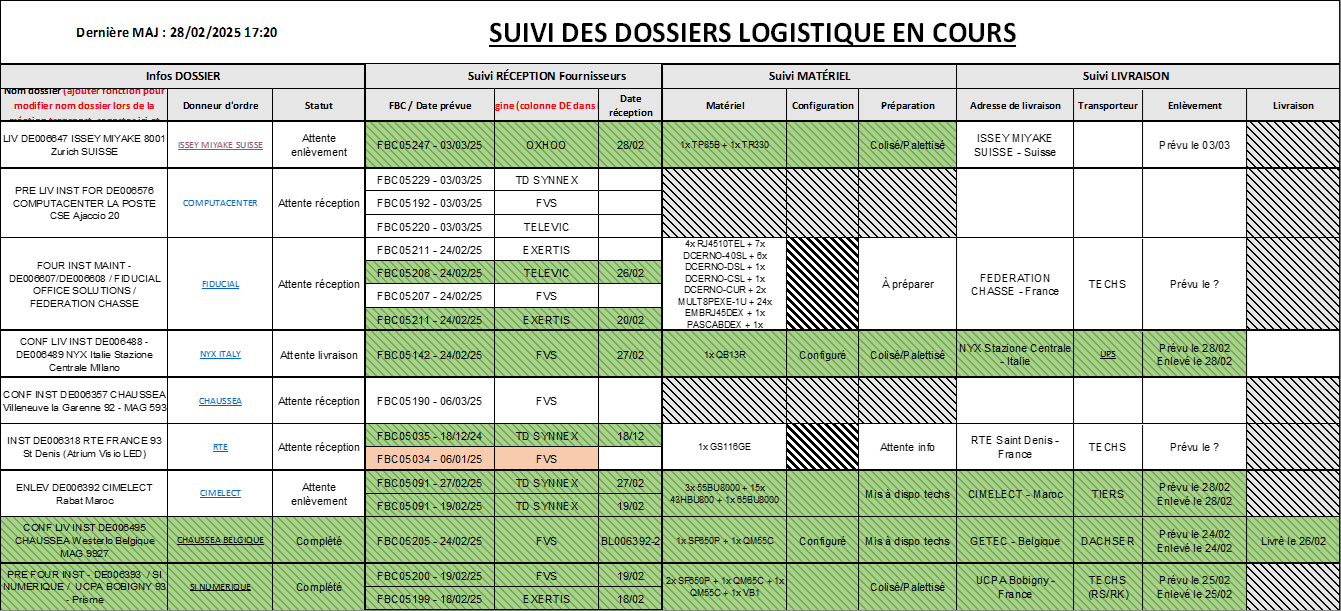 Dernière MAJ : 28/02/2025 17:20
SUIVI DES DOSSIERS LOGISTIQUE EN COURS
Infos DOSSIER
Suivi RÉCEPTION Fournisseurs
Suivi MATÉRIEL
Suivi LIVRAISON
Nom dossier (ajouter fonction pour
modifier nom dossier lors de la
Donneur d'ordre
Statut
FBC / Date prévue
gine (colonne DE dans
Date
réception
Matériel
Configuration
Préparation
Adresse de livraison
Transporteur
Enlèvement
Livraison
LIV DE006647 ISSEY MIYAKE 8001
Zurich SUISSE
ISSEY MIYAKE SUISSE
Attente
enlèvement
FBC05247 - 03/03/25
OXHOO
28/02
1x TP85B + 1x TR330
Colisé/Palettisé
ISSEY MIYAKE
SUISSE - Suisse
Prévu le 03/03
PRE LIV INST FOR DE006576
COMPUTACENTER LA POSTE
CSE Ajaccio 20
COMPUTACENTER
Attente réception
FBC05229 - 03/03/25
TD SYNNEX
FBC05192 - 03/03/25
FVS
FBC05220 - 03/03/25
TELEVIC
FOUR INST MAINT -
DE006607/DE006608 / FIDUCIAL
OFFICE SOLUTIONS /
FEDERATION CHASSE
FIDUCIAL
Attente réception
FBC05211 - 24/02/25
EXERTIS
FBC05208 - 24/02/25
TELEVIC
26/02
FBC05207 - 24/02/25
FVS
FBC05211 - 24/02/25
EXERTIS
20/02
4x RJ4510TEL + 7x
DCERNO-40SL + 6x
DCERNO-DSL + 1x
DCERNO-CSL + 1x
DCERNO-CUR + 2x
MULT8PEXE-1U + 24x
EMBRJ45DEX + 1x
PASCABDEX + 1x
À préparer
FEDERATION
CHASSE - France
TECHS
Prévu le ?
CONF LIV INST DE006488 -
DE006489 NYX Italie Stazione
Centrale Milano
NYX ITALY
Attente livraison
FBC05142 - 24/02/25
FVS
27/02
1x QB13R
Configuré
Colisé/Palettisé
NYX Stazione Centrale
- Italie
UPS
Prévu le 28/02
Enlevé le 28/02
CONF INST DE006357 CHAUSSEA
Villeneuve la Garenne 92 - MAG 593
CHAUSSEA
Attente réception
FBC05190 - 06/03/25
FVS
INST DE006318 RTE FRANCE 93
St Denis (Atrium Visio LED)
RTE
Attente réception
FBC05035 - 18/12/24
TD SYNNEX
18/12
FBC05034 - 06/01/25
FVS
1x GS116GE
Attente info
RTE Saint Denis -
France
TECHS
Prévu le ?
ENLEV DE006392 CIMELECT
Rabat Maroc
CIMELECT
Attente
enlèvement
FBC05091 - 27/02/25
TD SYNNEX
27/02
FBC05091 - 19/02/25
TD SYNNEX
19/02
3x 55BU8000 + 15x
43HBU800 + 1x 65BU8000
Mis à dispo techs
CIMELECT - Maroc
TIERS
Prévu le 28/02
Enlevé le 28/02
CONF LIV INST DE006495
CHAUSSEA Westerlo Belgique
MAG 9927
CHAUSSEA BELGIQUE
Complété
FBC05205 - 24/02/25
FVS
BL006392-2
1x SF650P + 1x QM55C
Configuré
Mis à dispo techs
GETEC - Belgique
DACHSER
Prévu le 24/02
Enlevé le 24/02
Livré le 26/02
PRE FOUR INST - DE006393 / SI
NUMERIQUE / UCPA BOBIGNY 93
- Prisme
SI NUMERIQUE
Complété
FBC05200 - 19/02/25
FVS
19/02
FBC05199 - 18/02/25
EXERTIS
18/02
2x SF650P + 1x QM65C + 1x
QM55C + 1x VB1
Colisé/Palettisé
UCPA Bobigny -
France
TECHS
(RS/RK)
Prévu le 25/02
Enlevé le 25/02